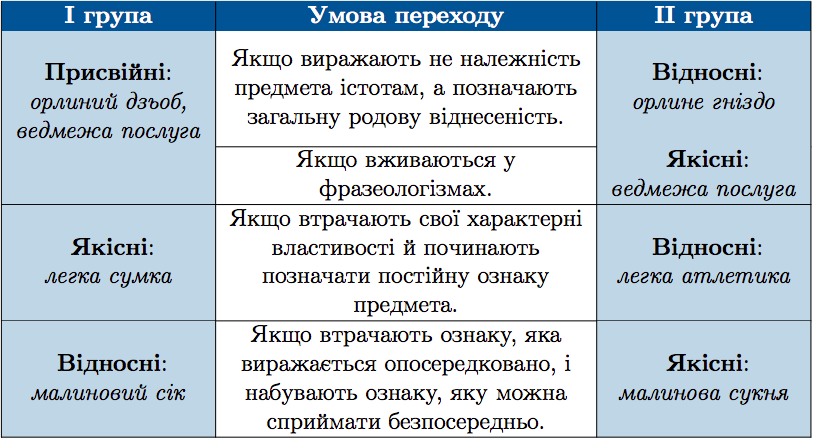 I група
Умова переходу
II група
Присвійні:
орлиний дзьоб,
ведмежа послуга
Якщо виражають не належність
предмета істотам, а позначають
загальну родову віднесеність.
Відносні:
орлине гніздо
Якщо вживаються у
фразеологізмах.
Якісні:
ведмежа послуга
Якісні:
легка сумка
Якщо втрачають свої характерні
властивості й починають
позначати постійну ознаку
предмета.
Відносні:
легка атлетика
Відносні:
малиновий сік
Якщо втрачають ознаку, яка
виражається опосередковано, і
набувають ознаку, яку можна
сприймати безпосередньо.
Якісні:
малинова сукня